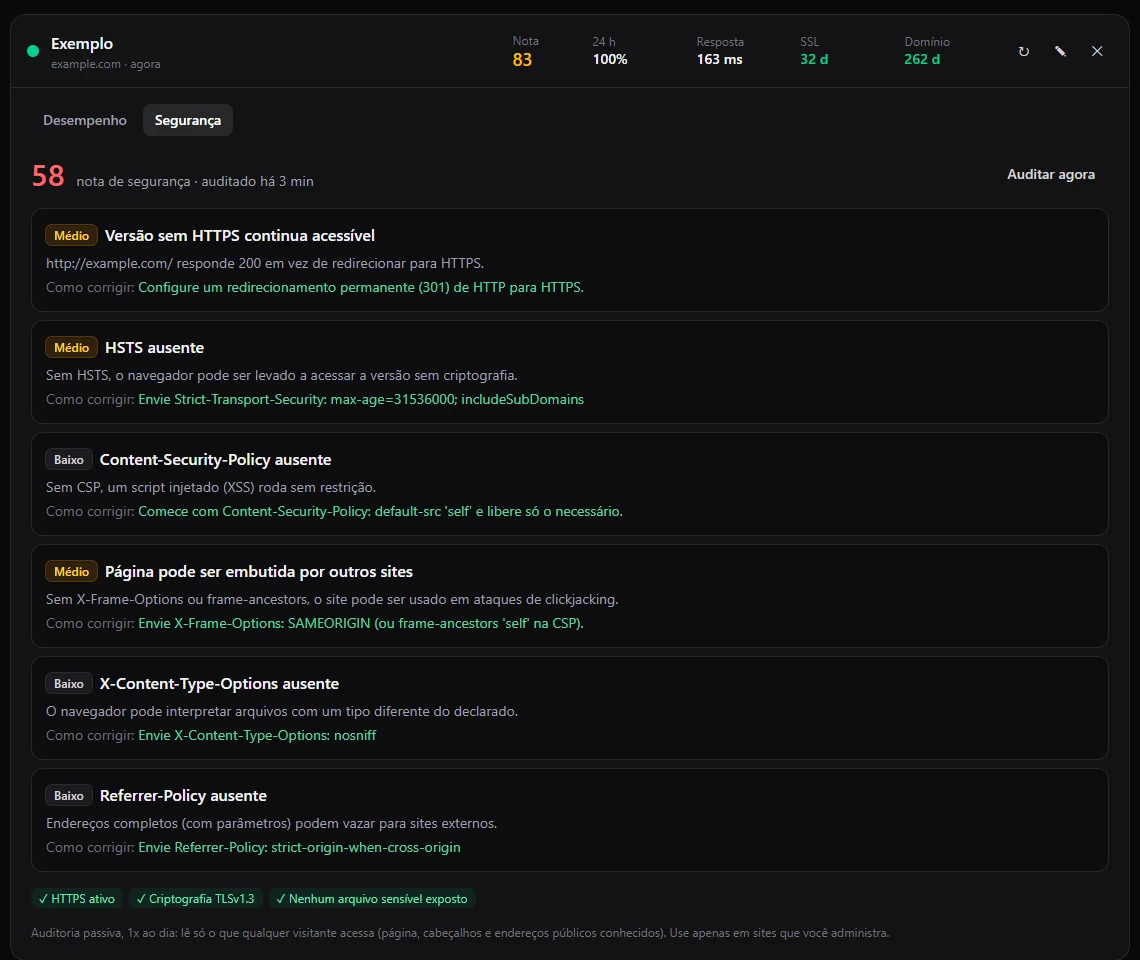 Exemplo
example.com · agora
Nota
83
24 h
100%
Resposta
163 ms
SSL
32 d
Domínio
262 d
Desempenho
Segurança
58 nota de segurança · auditado há 3 min
Auditar agora
Médio Versão sem HTTPS continua acessível
http://example.com/ responde 200 em vez de redirecionar para HTTPS.
Como corrigir: Configure um redirecionamento permanente (301) de HTTP para HTTPS.
Médio HSTS ausente
Sem HSTS, o navegador pode ser levado a acessar a versão sem criptografia.
Como corrigir: Envie Strict-Transport-Security: max-age=31536000; includeSubDomains
Baixo Content-Security-Policy ausente
Sem CSP, um script injetado (XSS) roda sem restrição.
Como corrigir: Comece com Content-Security-Policy: default-src 'self' e libere só o necessário.
Médio Página pode ser embutida por outros sites
Sem X-Frame-Options ou frame-ancestors, o site pode ser usado em ataques de clickjacking.
Como corrigir: Envie X-Frame-Options: SAMEORIGIN (ou frame-ancestors 'self' na CSP).
Baixo X-Content-Type-Options ausente
O navegador pode interpretar arquivos com um tipo diferente do declarado.
Como corrigir: Envie X-Content-Type-Options: nosniff
Baixo Referrer-Policy ausente
Endereços completos (com parâmetros) podem vazar para sites externos.
Como corrigir: Envie Referrer-Policy: strict-origin-when-cross-origin
✓ HTTPS ativo ✓ Criptografia TLSv1.3 ✓ Nenhum arquivo sensível exposto
Auditoria passiva, 1x ao dia: lê só o que qualquer visitante acessa (página, cabeçalhos e endereços públicos conhecidos). Use apenas em sites que você administra.